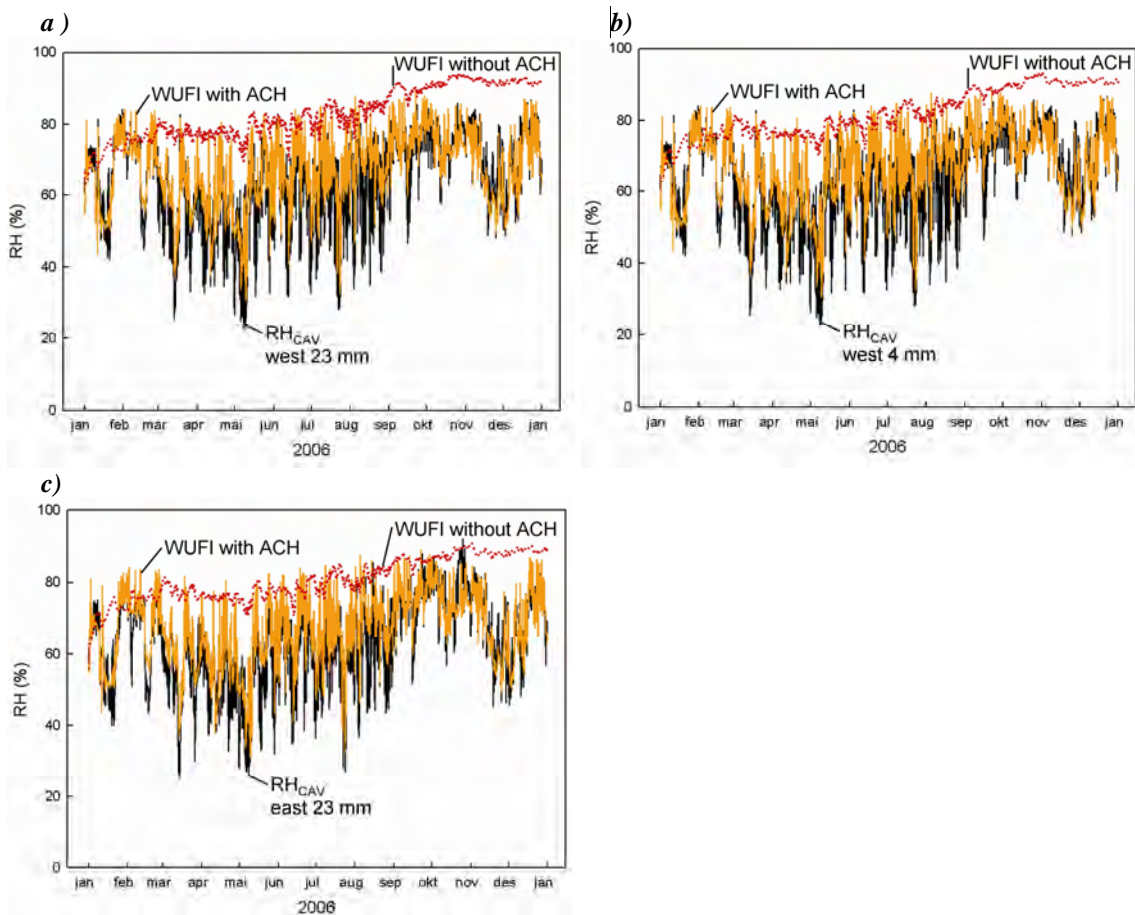 a )
100
80
60
40
20
0
RH (%)
WUFI without ACH
WUFI with ACH
RHCAV
west 23 mm
jan feb mar apr mai jun jul aug sep okt nov des jan
2006
b)
100
80
60
40
20
0
RH (%)
WUFI without ACH
WUFI with ACH
RHCAV
west 4 mm
jan feb mar apr mai jun jul aug sep okt nov des jan
2006
c)
100
80
60
40
20
0
RH (%)
WUFI without ACH
WUFI with ACH
RHCAV
east 23 mm
jan feb mar apr mai jun jul aug sep okt nov des jan
2006